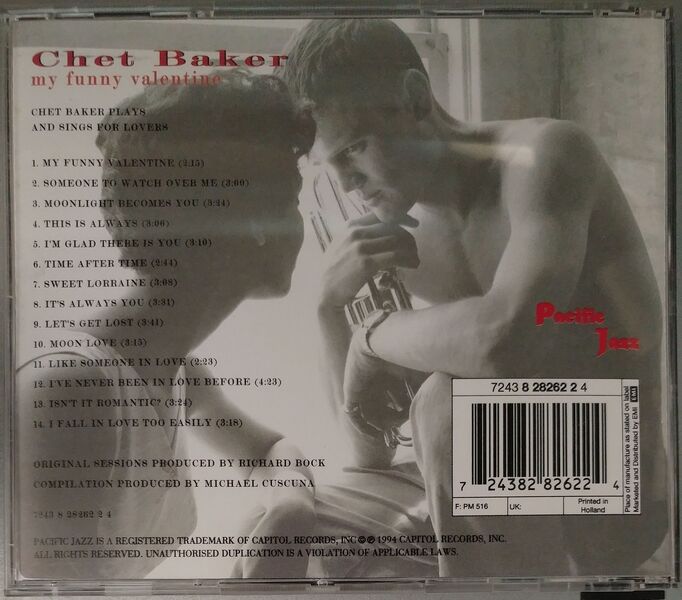 Chet Baker
my funny valentine
CHET BAKER PLAYS
AND SINGS FOR LOVERS
1. MY FUNNY VALENTINE (2:15)
2. SOMEONE TO WATCH OVER ME (3:00)
3. MOONLIGHT BECOMES YOU (3:24)
4. THIS IS ALWAYS (3:06)
5. I'M GLAD THERE IS YOU (3:10)
6. TIME AFTER TIME (2:44)
7. SWEET LORRAINE (3:08)
8. IT'S ALWAYS YOU (3:31)
9. LET'S GET LOST (3:41)
10. MOON LOVE (3:15)
11. LIKE SOMEONE IN LOVE (2:23)
12. I'VE NEVER BEEN IN LOVE BEFORE (4:23)
13. ISN'T IT ROMANTIC? (3:24)
14. I FALL IN LOVE TOO EASILY (3:18)
ORIGINAL SESSIONS PRODUCED BY RICHARD BOCK
COMPILATION PRODUCED BY MICHAEL CUSCUNA
7243 8 28262 2 4
PACIFIC JAZZ IS A REGISTERED TRADEMARK OF CAPITOL RECORDS, INC © ℗ 1994 CAPITOL RECORDS, INC.
ALL RIGHTS RESERVED. UNAUTHORISED DUPLICATION IS A VIOLATION OF APPLICABLE LAWS.
Pacific
Jazz
7243 8 28262 2 4
7 24382 82622 4
F: PM 516
UK:
Printed in
Holland
Place of manufacture as stated on label
Marketed and Distributed by EMI
EMI